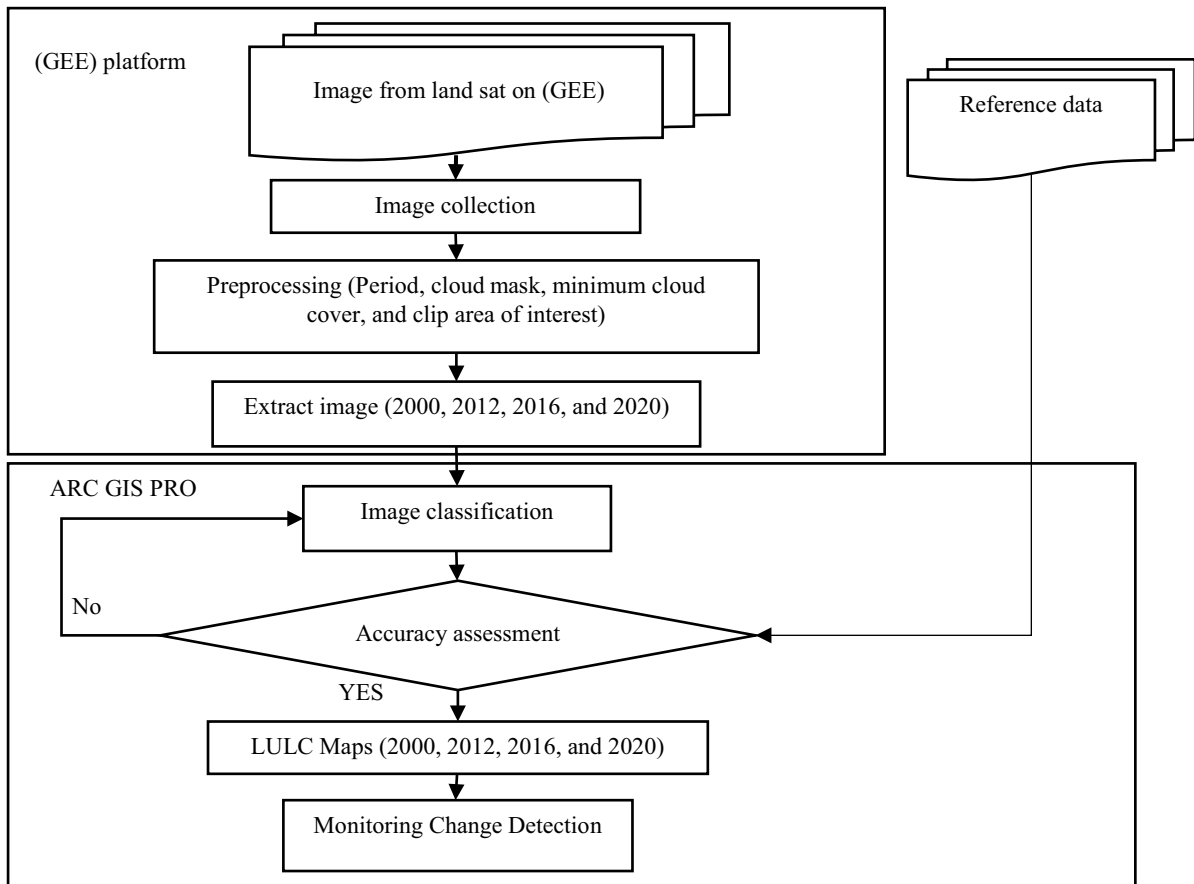 (GEE) platform
Image from land sat on (GEE)
Reference data
Image collection
Preprocessing (Period, cloud mask, minimum cloud
cover, and clip area of interest)
Extract image (2000, 2012, 2016, and 2020)
ARC GIS PRO
Image classification
No
Accuracy assessment
YES
LULC Maps (2000, 2012, 2016, and 2020)
Monitoring Change Detection